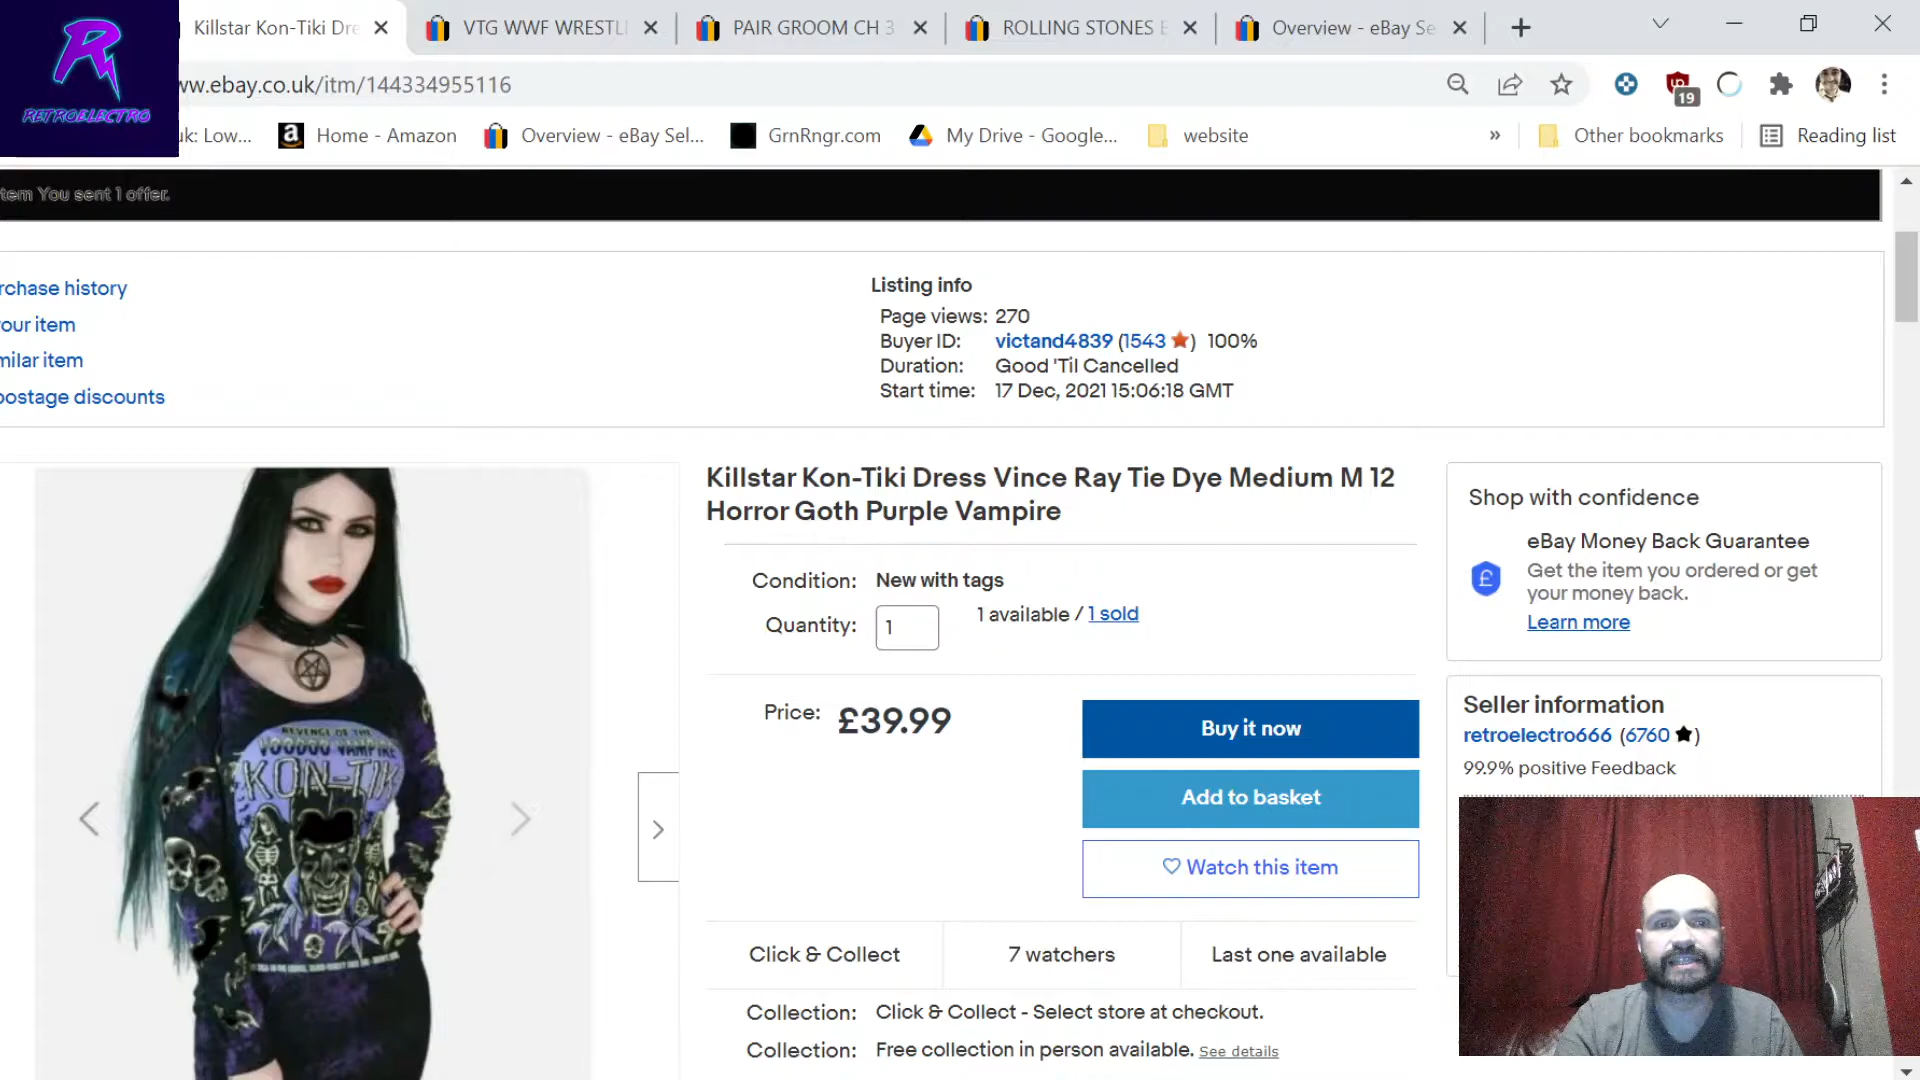 Killstar Kon-Tiki Dre
VTG WWF WRESTL
PAIR GROOM CH 3
ROLLING STONES E
Overview - eBay Se
RETROELECTRO
ww.ebay.co.uk/itm/144334955116
19
uk: Low...
Home - Amazon
Overview - eBay Sel...
GrnRngr.com
My Drive - Google...
website
»
Other bookmarks
Reading list
tem You sent 1 offer.
rchase history
our item
milar item
postage discounts
Listing info
Page views: 270
Buyer ID: victand4839 (1543 ★) 100%
Duration: Good 'Til Cancelled
Start time: 17 Dec, 2021 15:06:18 GMT
Killstar Kon-Tiki Dress Vince Ray Tie Dye Medium M 12
Horror Goth Purple Vampire
Condition: New with tags
Quantity: 1
1 available / 1 sold
Price: £39.99
Buy it now
Add to basket
Watch this item
Click & Collect
7 watchers
Last one available
Collection: Click & Collect - Select store at checkout.
Collection: Free collection in person available. See details
Shop with confidence
eBay Money Back Guarantee
Get the item you ordered or get
your money back.
Learn more
Seller information
retroelectro666 (6760 ★)
99.9% positive Feedback
REVENGE OF THE
VOODOO VAMPIRE
KON-TIKI